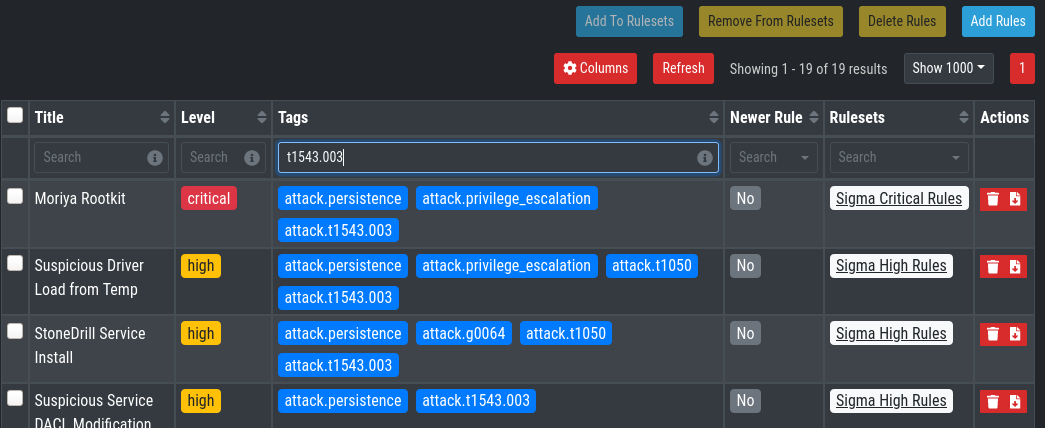 Add To Rulesets Remove From Rulesets Delete Rules Add Rules
Columns Refresh Showing 1 - 19 of 19 results Show 1000 1
Title Level Tags Newer Rule Rulesets Actions
Search Search t1543.003 Search Search
Moriya Rootkit critical attack.persistence attack.privilege_escalation No Sigma Critical Rules
attack.t1543.003
Suspicious Driver high attack.persistence attack.privilege_escalation attack.t1050 No Sigma High Rules
Load from Temp attack.t1543.003
StoneDrill Service high attack.persistence attack.g0064 attack.t1050 No Sigma High Rules
Install attack.t1543.003
Suspicious Service high attack.persistence attack.t1543.003 No Sigma High Rules
DACL Modification